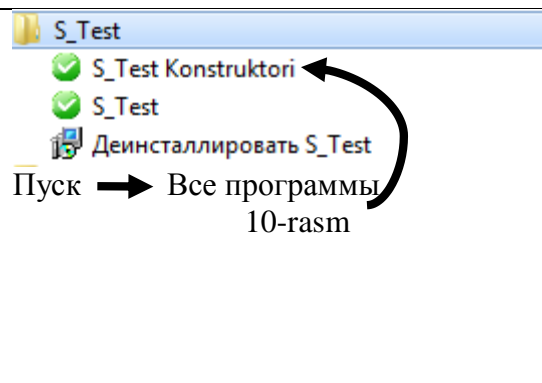 S_Test
S_Test Konstruktori
S_Test
Деинсталлировать S_Test
Пуск Все программы
10-rasm